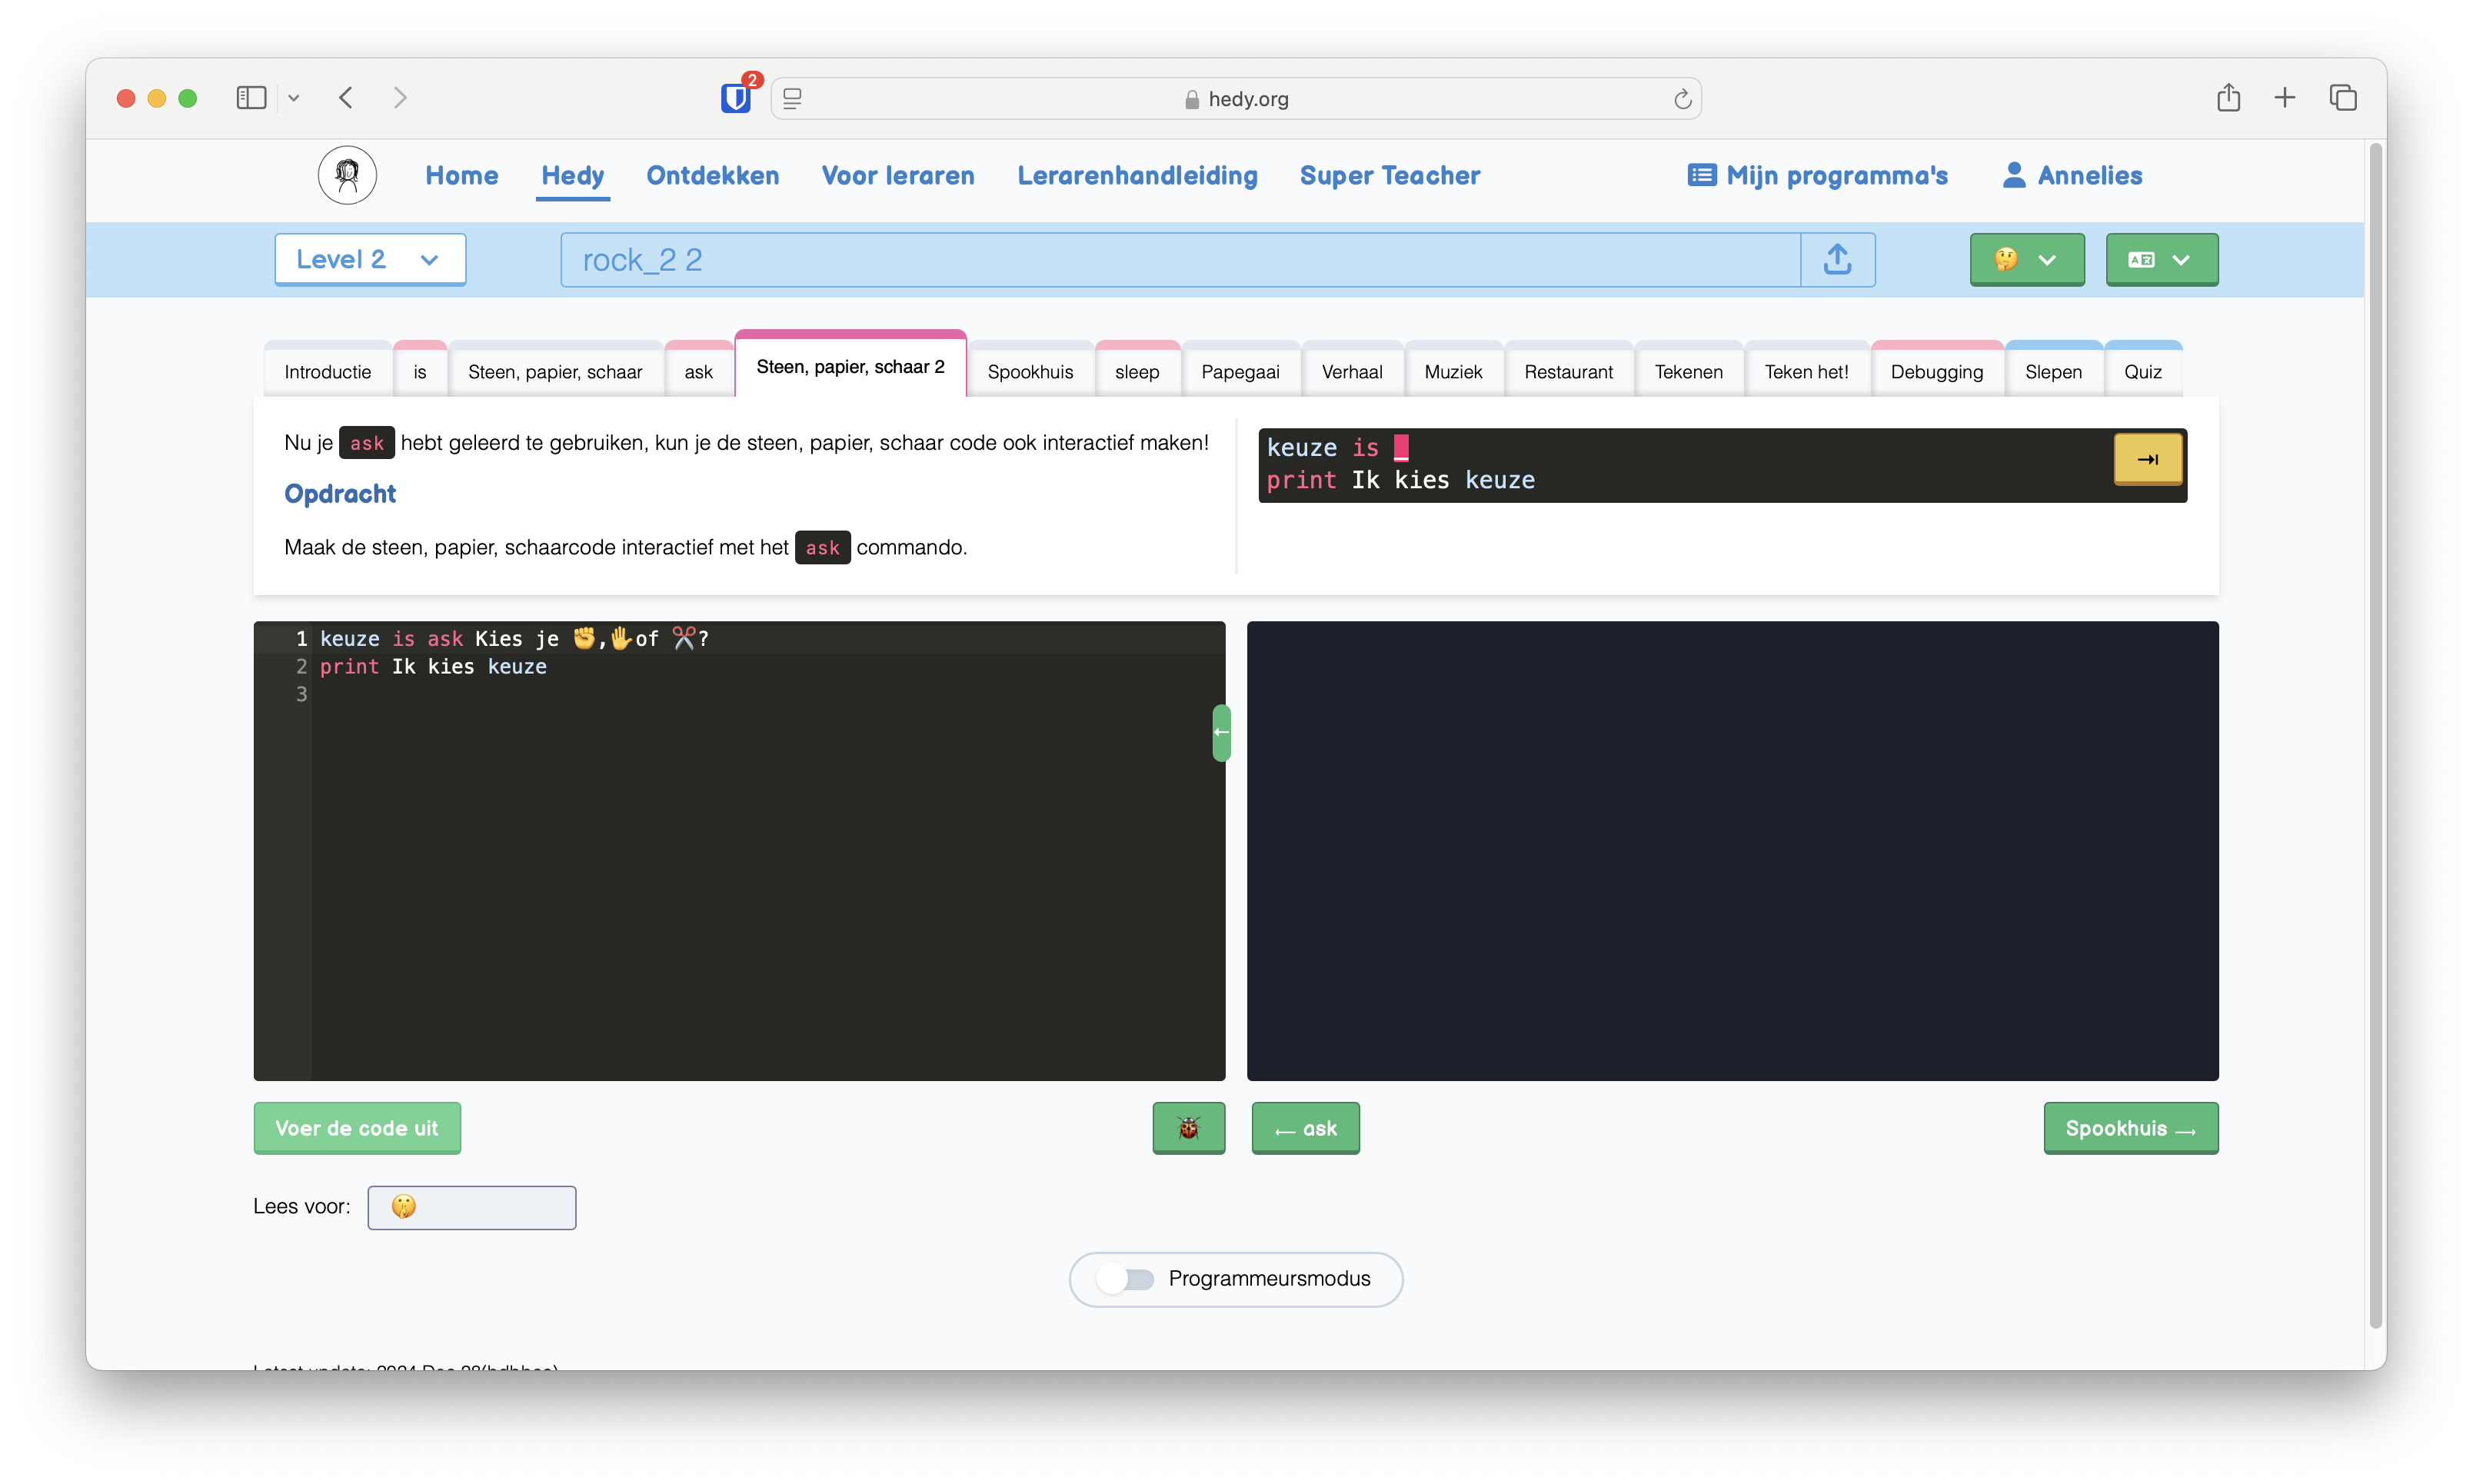 2
hedy.org
Home Hedy Ontdekken Voor leraren Lerarenhandleiding Super Teacher Mijn programma's Annelies
Level 2 rock_2 2
Introductie is Steen, papier, schaar ask Steen, papier, schaar 2 Spookhuis sleep Papegaai Verhaal Muziek Restaurant Tekenen Teken het! Debugging Slepen Quiz
Nu je ask hebt geleerd te gebruiken, kun je de steen, papier, schaar code ook interactief maken!
Opdracht
Maak de steen, papier, schaarcode interactief met het ask commando.
keuze is _
print Ik kies keuze
1 keuze is ask Kies je ✊,✋of ✂️?
2 print Ik kies keuze
3
Voer de code uit
← ask
Spookhuis →
Lees voor:
Programmeursmodus